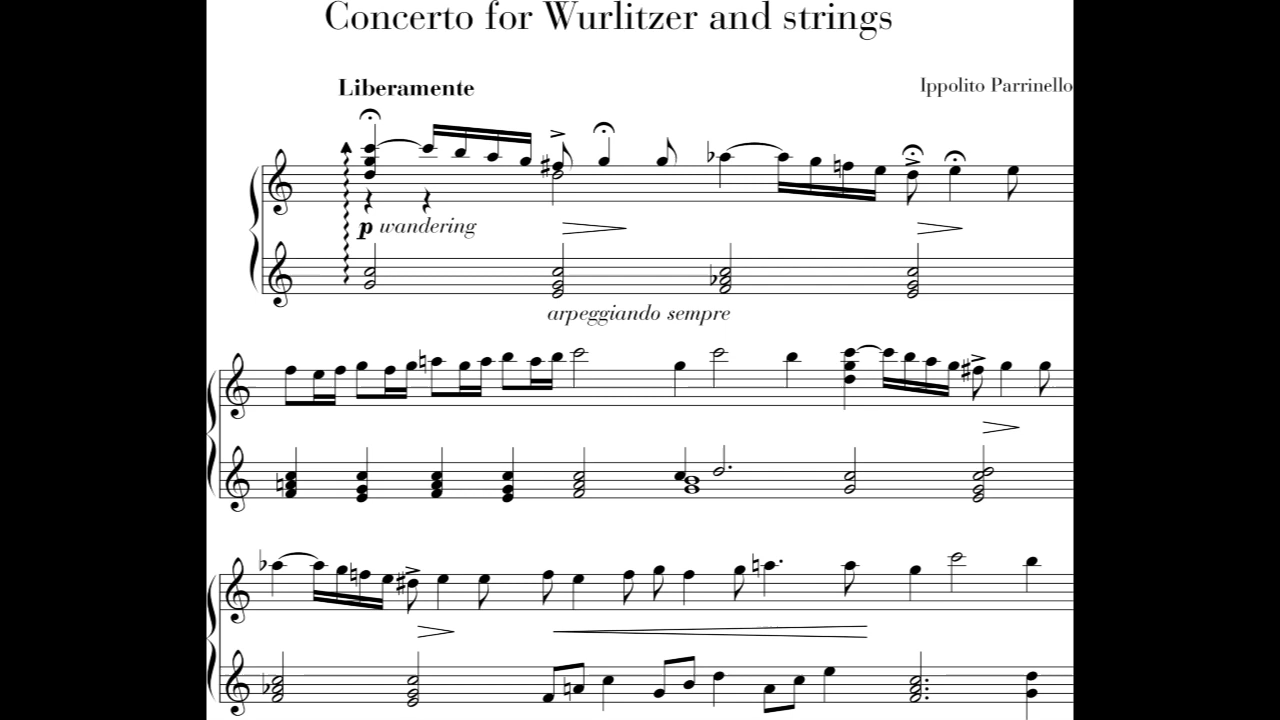 Concerto for Wurlitzer and strings
Liberamente
Ippolito Parrinello
p wandering
arpeggiando sempre